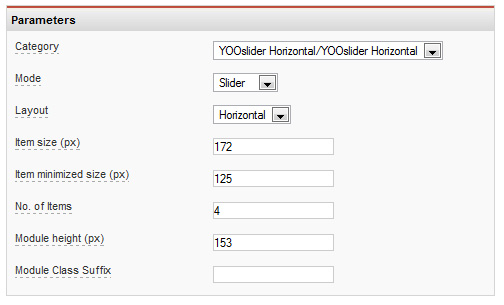 Parameters
Category YOOslider Horizontal/YOOslider Horizontal
Mode Slider
Layout Horizontal
Item size (px) 172
Item minimized size (px) 125
No. of Items 4
Module height (px) 153
Module Class Suffix